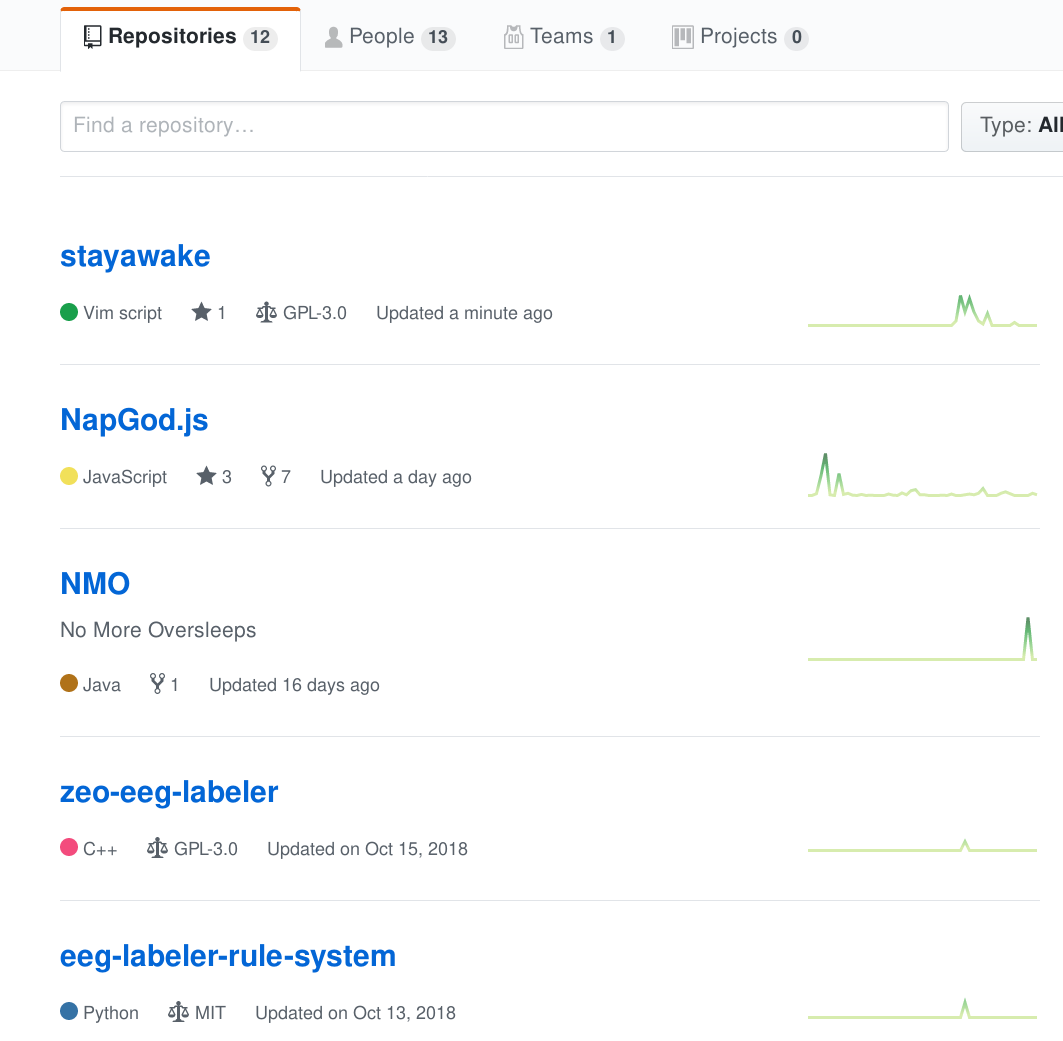 Repositories 12 People 13 Teams 1 Projects 0
Find a repository… Type: All
stayawake
Vim script 1 GPL-3.0 Updated a minute ago
NapGod.js
JavaScript 3 7 Updated a day ago
NMO
No More Oversleeps
Java 1 Updated 16 days ago
zeo-eeg-labeler
C++ GPL-3.0 Updated on Oct 15, 2018
eeg-labeler-rule-system
Python MIT Updated on Oct 13, 2018